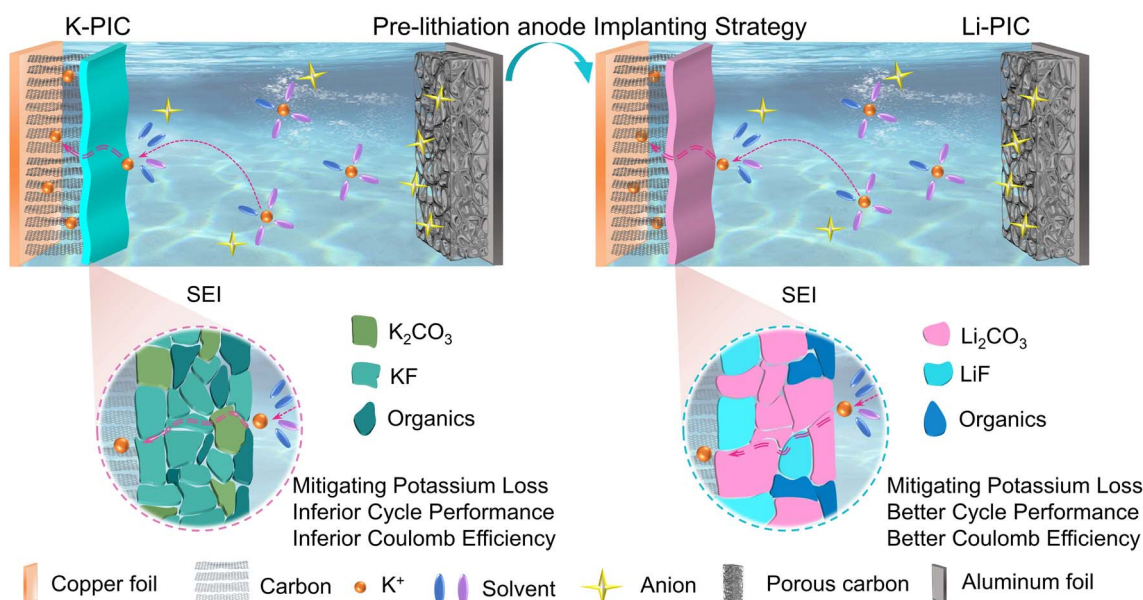 K-PIC
Pre-lithiation anode Implanting Strategy
Li-PIC
SEI
K₂CO₃
KF
Organics
Mitigating Potassium Loss
Inferior Cycle Performance
Inferior Coulomb Efficiency
SEI
Li₂CO₃
LiF
Organics
Mitigating Potassium Loss
Better Cycle Performance
Better Coulomb Efficiency
Copper foil
Carbon
K⁺
Solvent
Anion
Porous carbon
Aluminum foil